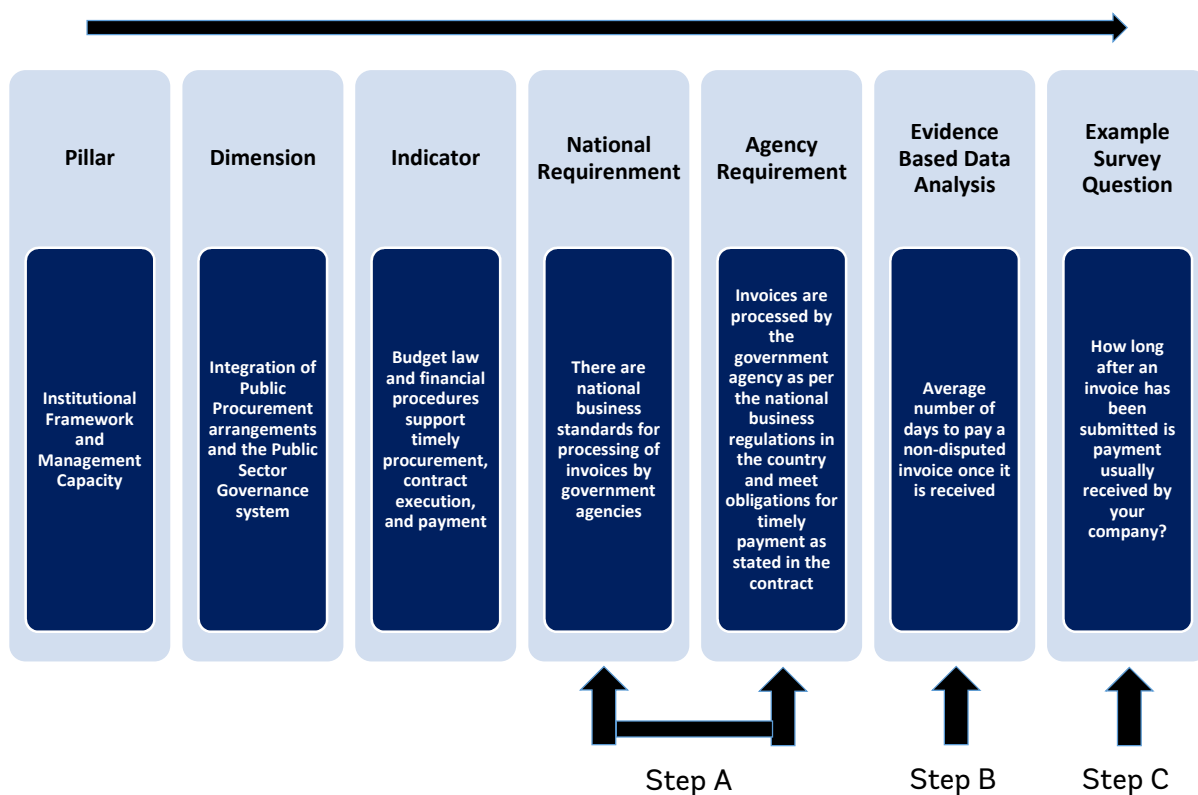 Pillar
Dimension
Indicator
National
Requirenment
Agency
Requirement
Evidence
Based Data
Analysis
Example
Survey
Question
Institutional
Framework
and
Management
Capacity
Integration of
Public
Procurement
arrangements
and the Public
Sector
Governance
system
Budget law
and financial
procedures
support
timely
procurement,
contract
execution,
and payment
There are
national
business
standards for
processing of
invoices by
government
agencies
Invoices are
processed by
the
government
agency as per
the national
business
regulations in
the country
and meet
obligations for
timely
payment as
stated in the
contract
Average
number of
days to pay a
non-disputed
invoice once it
is received
How long
after an
invoice has
been
submitted is
payment
usually
received by
your
company?
Step A
Step B
Step C